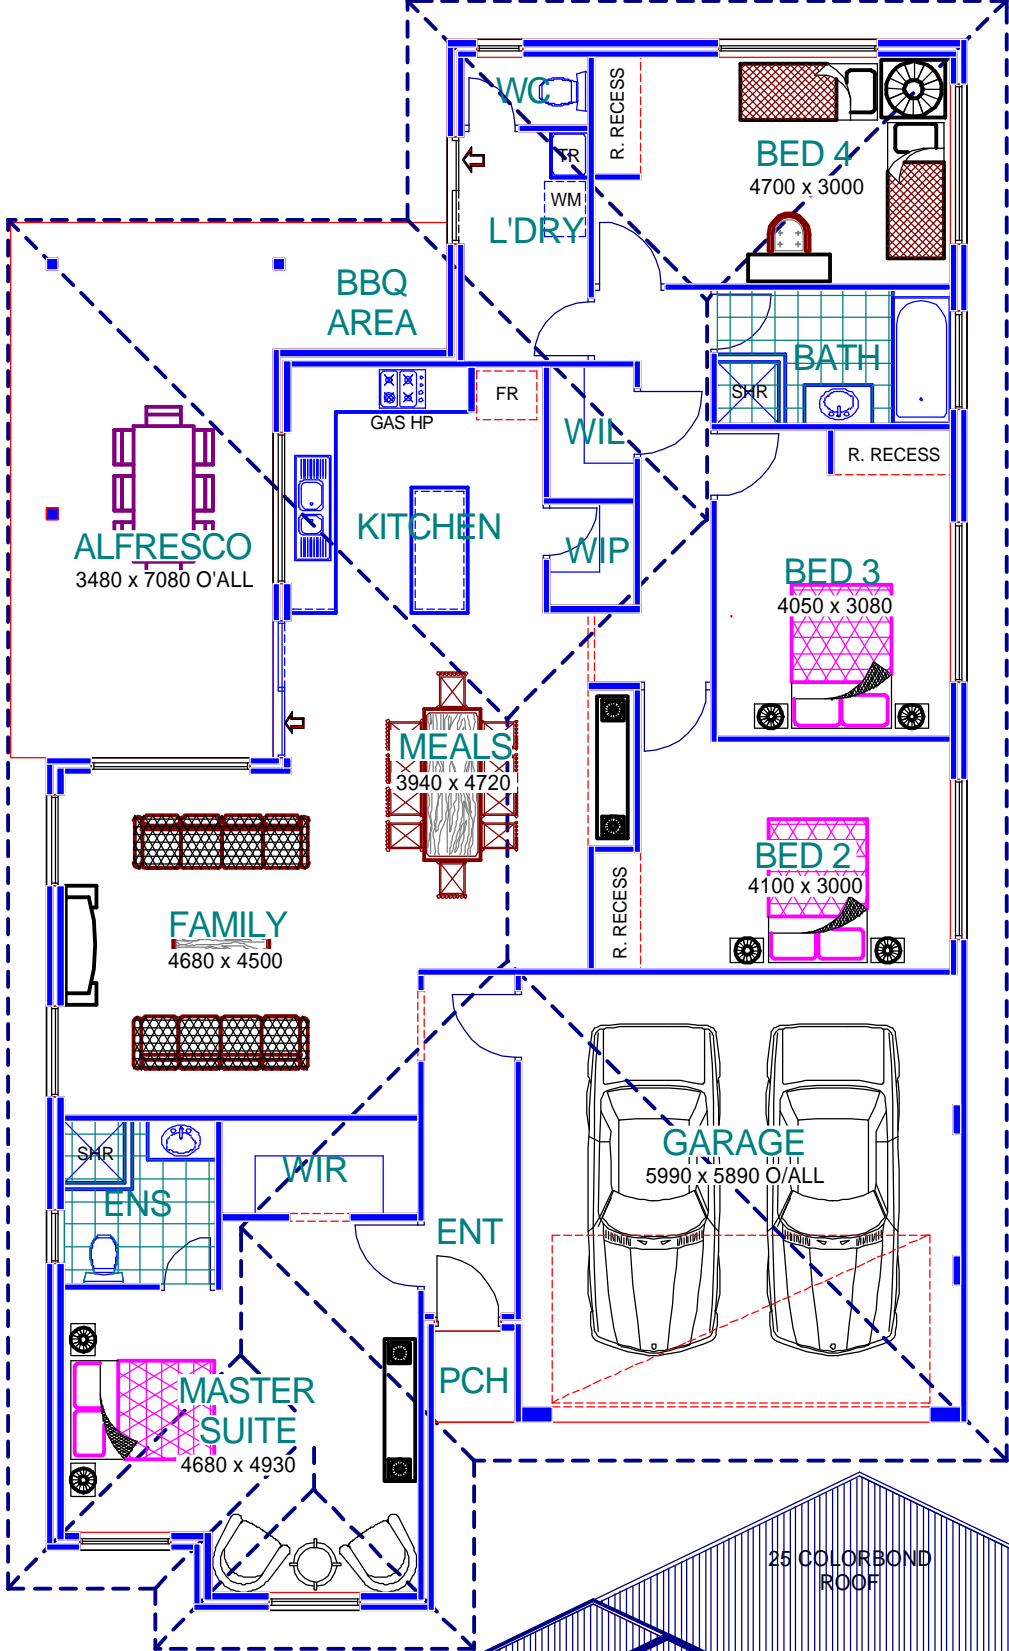 WC
R. RECESS
BED 4
4700 x 3000
TR
WM
L'DRY
BBQ
AREA
BATH
SHR
GAS HP
FR
WIL
R. RECESS
KITCHEN
WIP
ALFRESCO
3480 x 7080 O'ALL
BED 3
4050 x 3080
MEALS
3940 x 4720
BED 2
4100 x 3000
R. RECESS
FAMILY
4680 x 4500
GARAGE
5990 x 5890 O/ALL
SHR
WIR
ENS
ENT
PCH
MASTER
SUITE
4680 x 4930
25 COLORBOND
ROOF